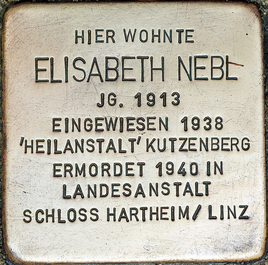 HIER WOHNTE
ELISABETH NEBL
JG. 1913
EINGEWIESEN 1938
'HEILANSTALT' KUTZENBERG
ERMORDET 1940 IN
LANDESANSTALT
SCHLOSS HARTHEIM/LINZ